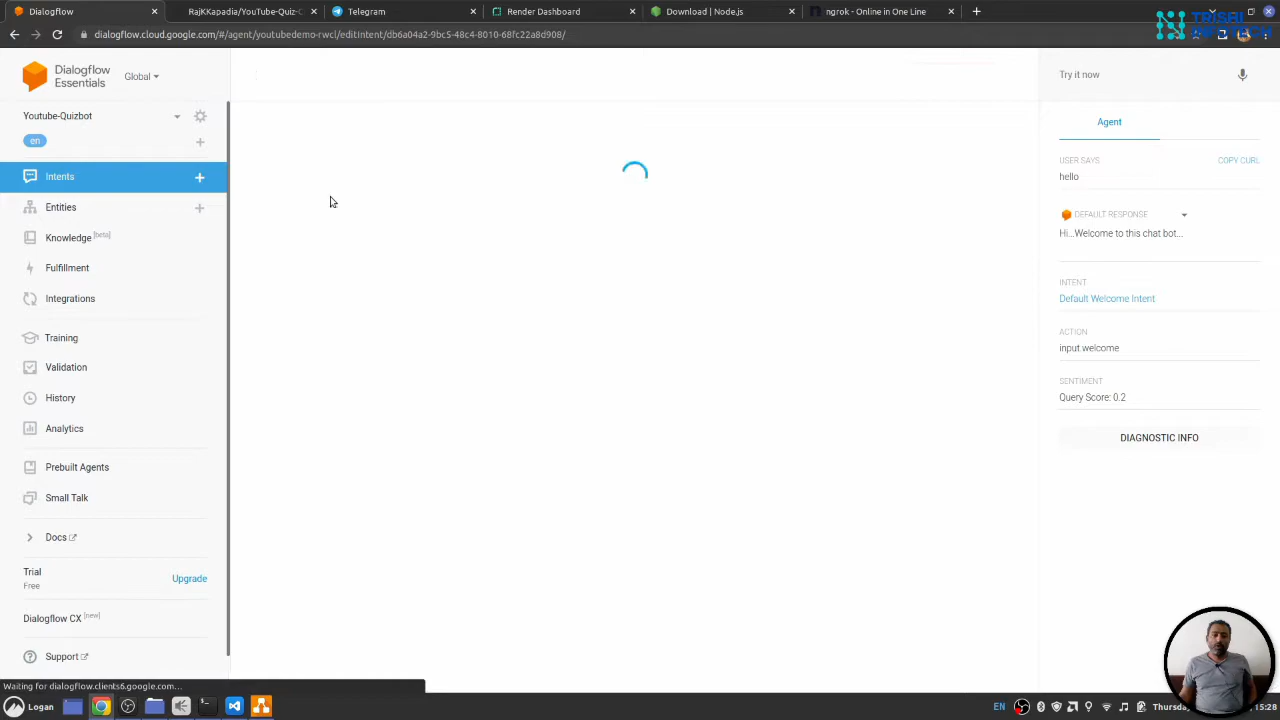 Dialogflow
RajKKapadia/YouTube-Quiz-C
Telegram
Render Dashboard
Download | Node.js
ngrok - Online in One Line
dialogflow.cloud.google.com/#/agent/youtubedemo-rwbc/editIntent/db6a04a2-9bc5-48c4-8010-68fc22a8d908/
TRISAL INFOTECH
Dialogflow
Essentials
Global
Try it now
Youtube-Quizbot
en
Agent
Intents
USER SAYS
COPY CURL
hello
Entities
DEFAULT RESPONSE
Hi...Welcome to this chat bot...
Knowledge [beta]
Fulfillment
INTENT
Default Welcome Intent
Integrations
ACTION
input.welcome
Training
Validation
SENTIMENT
Query Score: 0.2
History
Analytics
DIAGNOSTIC INFO
Prebuilt Agents
Small Talk
Docs
Trial
Free
Upgrade
Dialogflow CX [new]
Support
Waiting for dialogflow.clients6.google.com...
Logan
EN
Thursday,
15:28